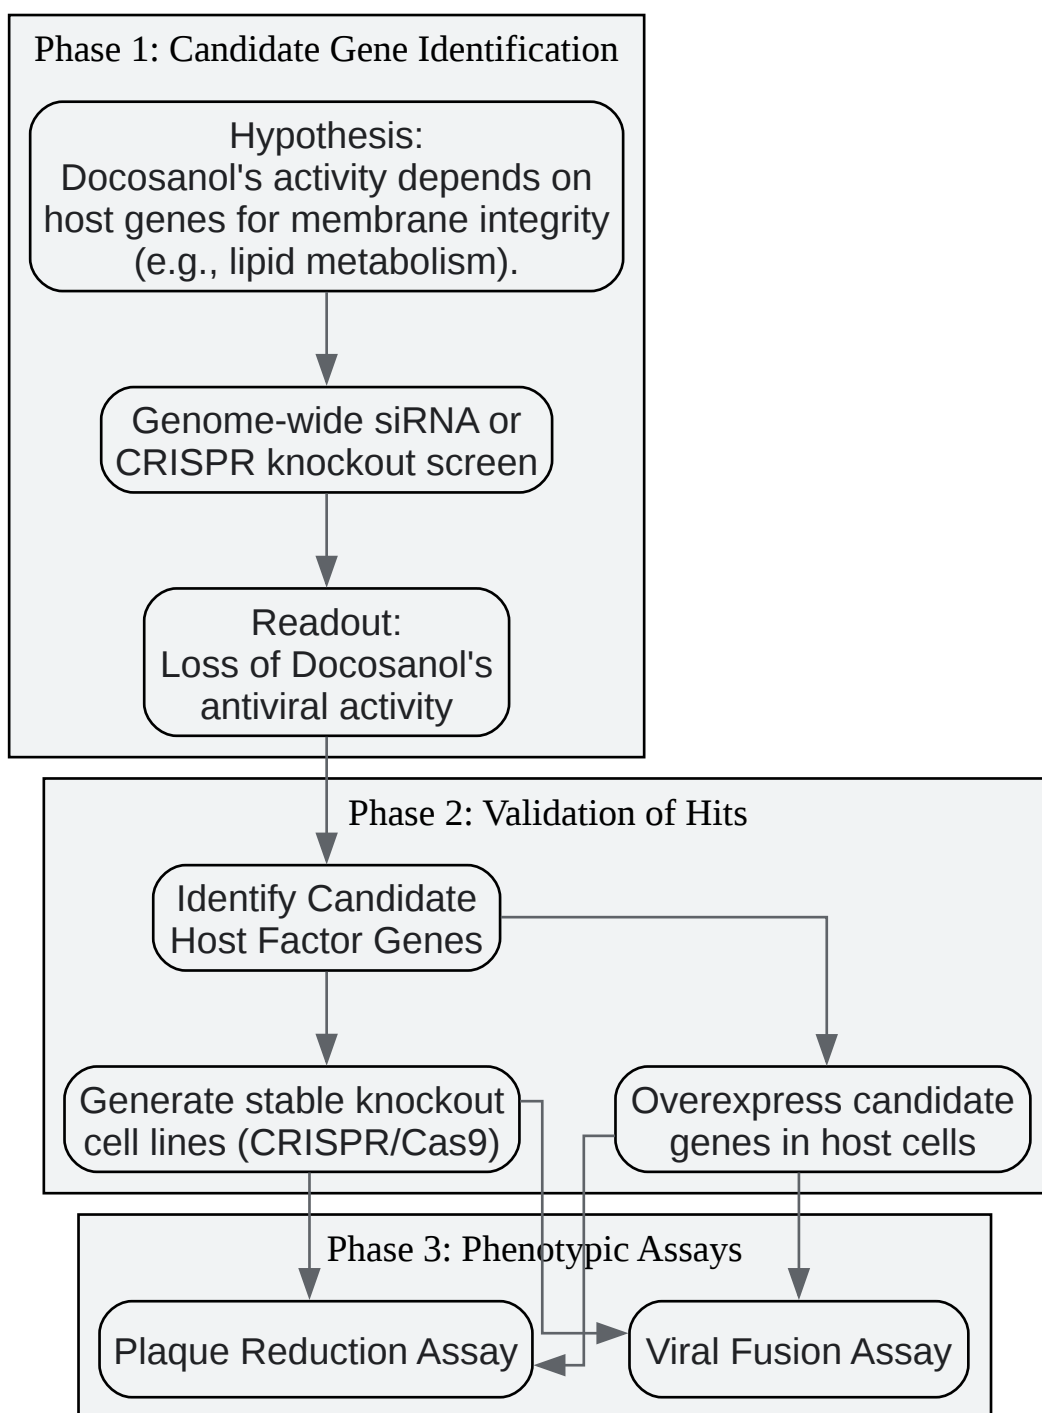 Phase 1: Candidate Gene Identification
Hypothesis:
Docosanol's activity depends on
host genes for membrane integrity
(e.g., lipid metabolism).
Genome-wide siRNA or
CRISPR knockout screen
Readout:
Loss of Docosanol's
antiviral activity
Phase 2: Validation of Hits
Identify Candidate
Host Factor Genes
Generate stable knockout
cell lines (CRISPR/Cas9)
Overexpress candidate
genes in host cells
Phase 3: Phenotypic Assays
Plaque Reduction Assay
Viral Fusion Assay